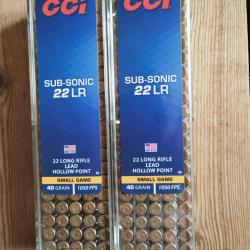 CCI
SUB-SONIC
22 LR
22 LONG RIFLE
LEAD
HOLLOW POINT
SMALL GAME
40 GRAIN 1050 FPS
CCI
SUB-SONIC
22 LR
22 LONG RIFLE
LEAD
HOLLOW POINT
SMALL GAME
40 GRAIN 1050 FPS